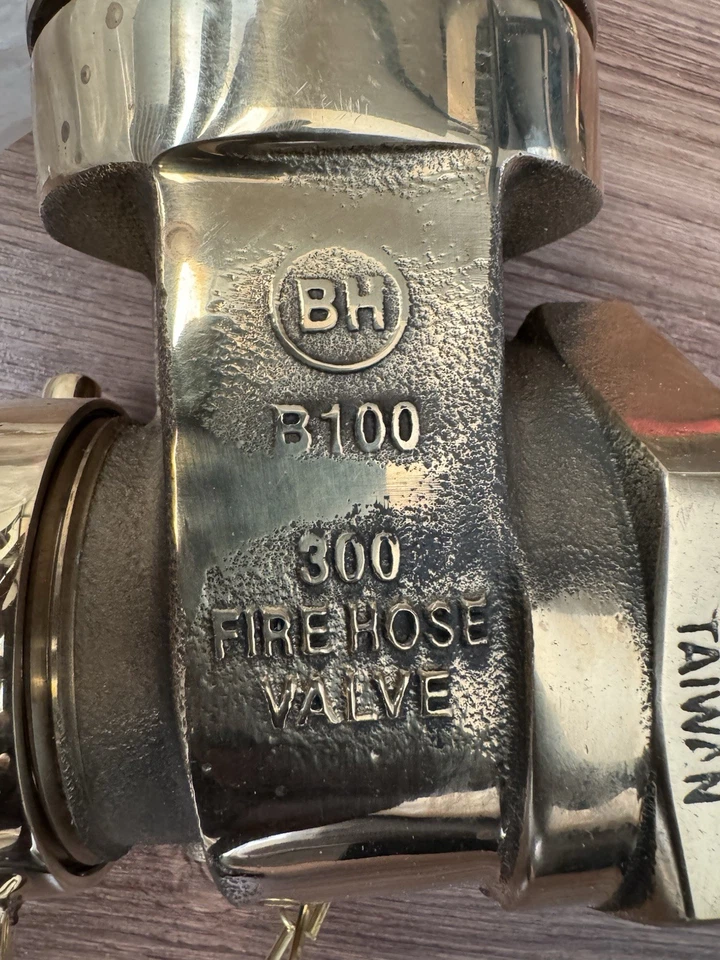 BH
B100
300
FIRE HOSE
VALVE
TAIWAN